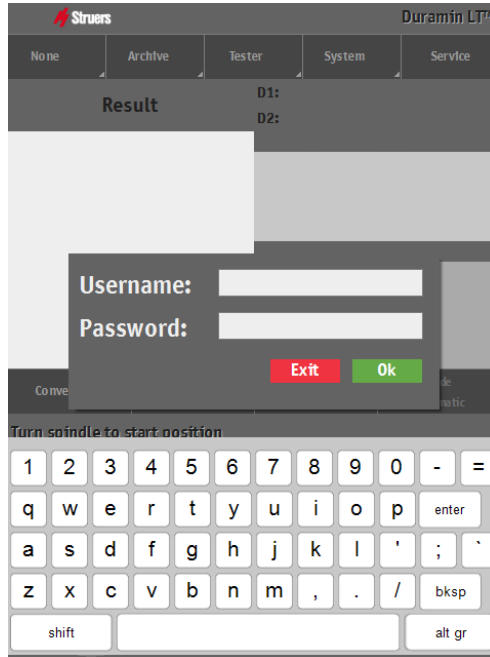 Struers Duramin LT™
None Archive Tester System Service
Result D1:
D2:
Username:
Password:
Exit Ok
Turn spindle to start position
1 2 3 4 5 6 7 8 9 0 - =
q w e r t y u i o p enter
a s d f g h j k l ' ; `
z x c v b n m , . / bksp
shift alt gr